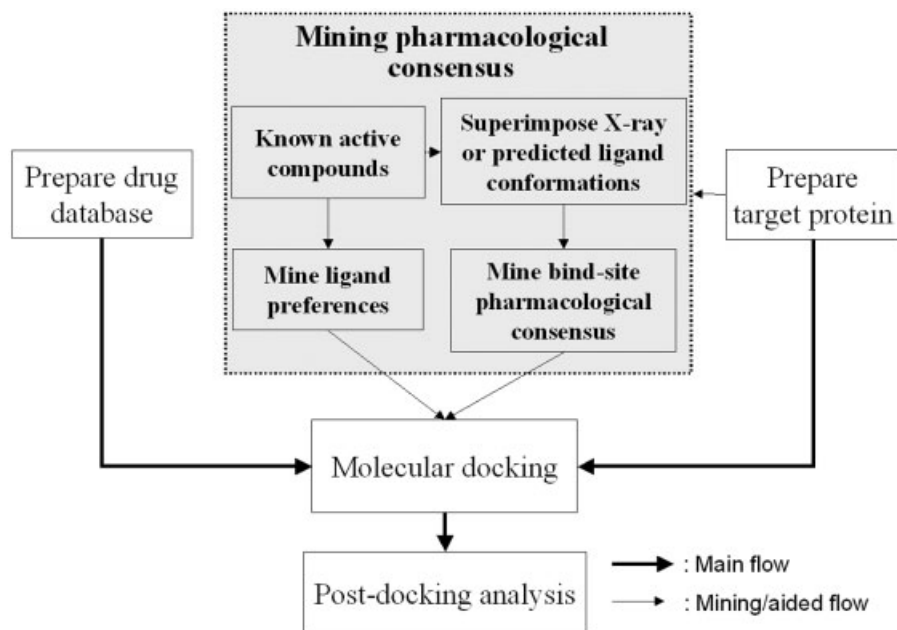 Mining pharmacological
consensus
Known active
compounds
Superimpose X-ray
or predicted ligand
conformations
Prepare drug
database
Prepare
target protein
Mine ligand
preferences
Mine bind-site
pharmacological
consensus
Molecular docking
Post-docking analysis
: Main flow
: Mining/aided flow